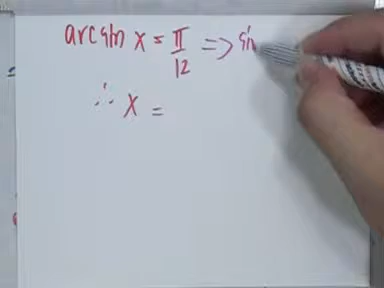 arcsin x = π/12 => sin
∴ x =